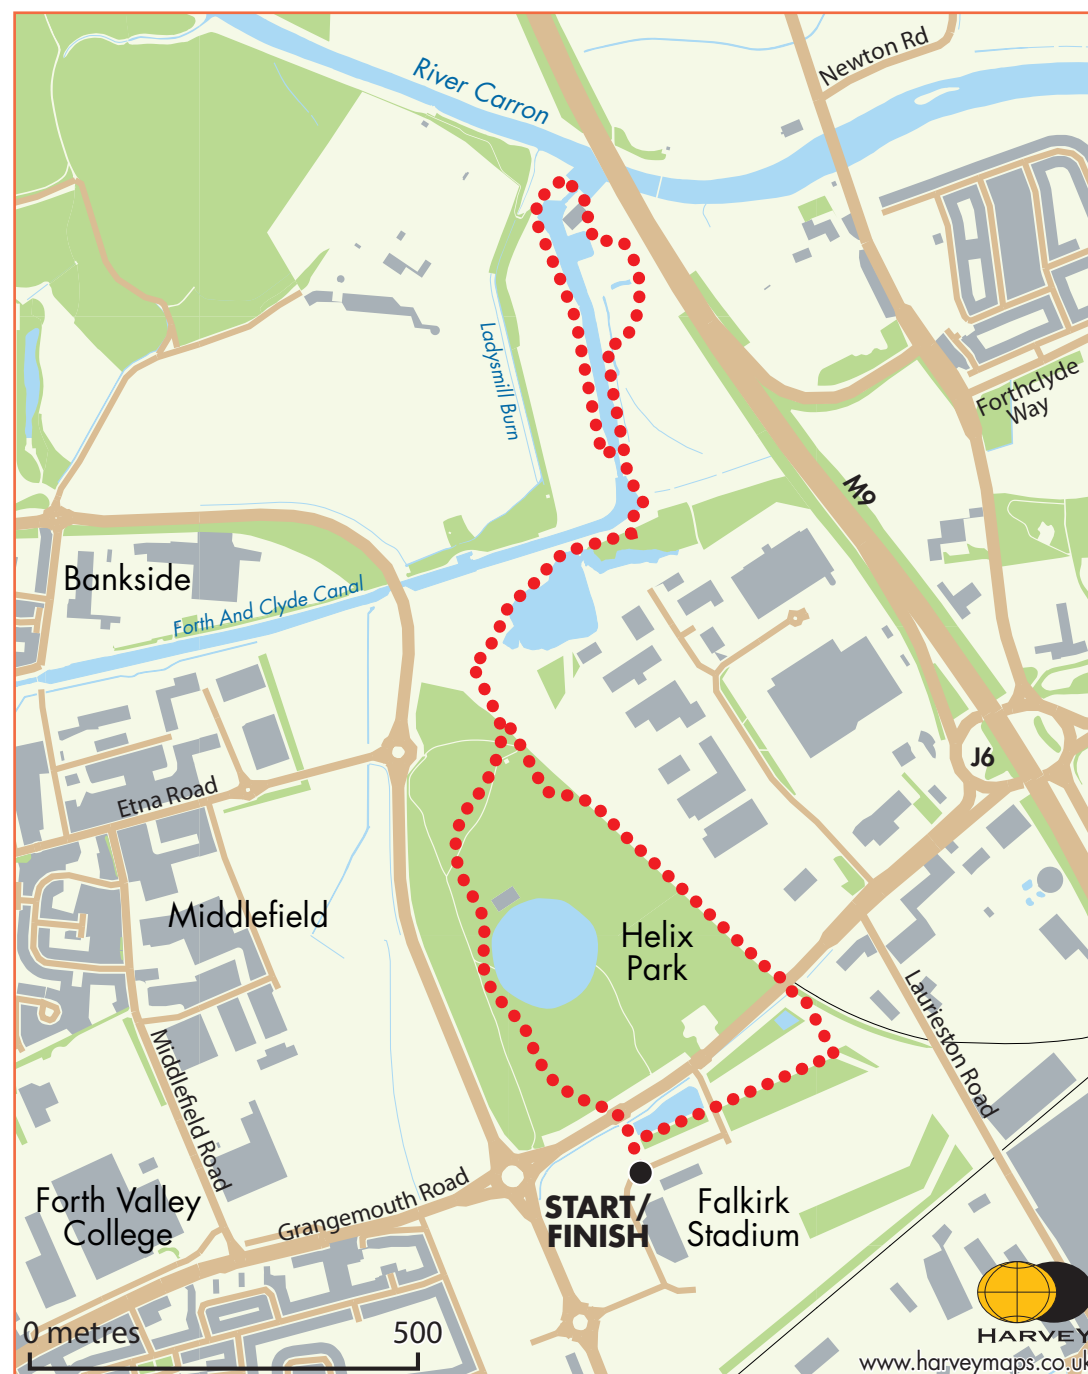 River Carron
Newton Rd
Ladysmill Burn
Forthclyde
Way
M9
Bankside
Forth And Clyde Canal
J6
Etna Road
Middlefield
Helix
Park
Laurieston Road
Middlefield Road
Forth Valley
College
Grangemouth Road
START/
FINISH
Falkirk
Stadium
0 metres 500
HARVEY
www.harveymaps.co.uk